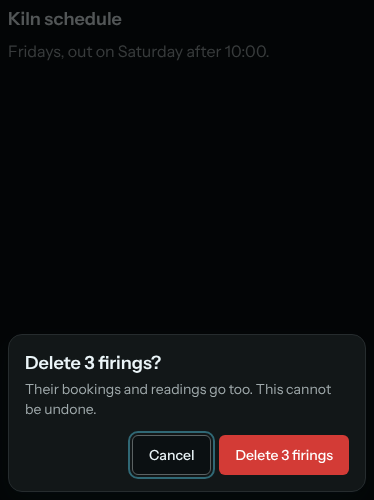 Kiln schedule
Fridays, out on Saturday after 10:00.
Delete 3 firings?
Their bookings and readings go too. This cannot
be undone.
Cancel
Delete 3 firings